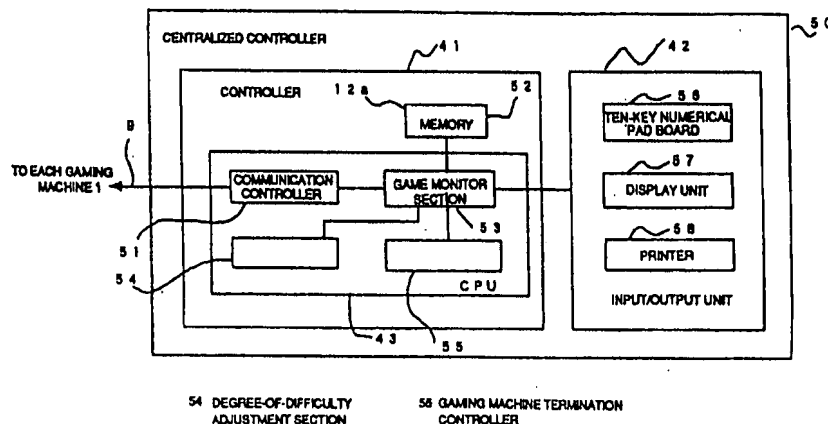 50
CENTRALIZED CONTROLLER
41
42
CONTROLLER
12a
52
56
MEMORY
TEN-KEY NUMERICAL
PAD BOARD
9
TO EACH GAMING
MACHINE 1
COMMUNICATION
CONTROLLER
GAME MONITOR
SECTION
57
DISPLAY UNIT
53
51
58
PRINTER
54
CPU
INPUT/OUTPUT UNIT
43
55
54 DEGREE-OF-DIFFICULTY
ADJUSTMENT SECTION
55 GAMING MACHINE TERMINATION
CONTROLLER